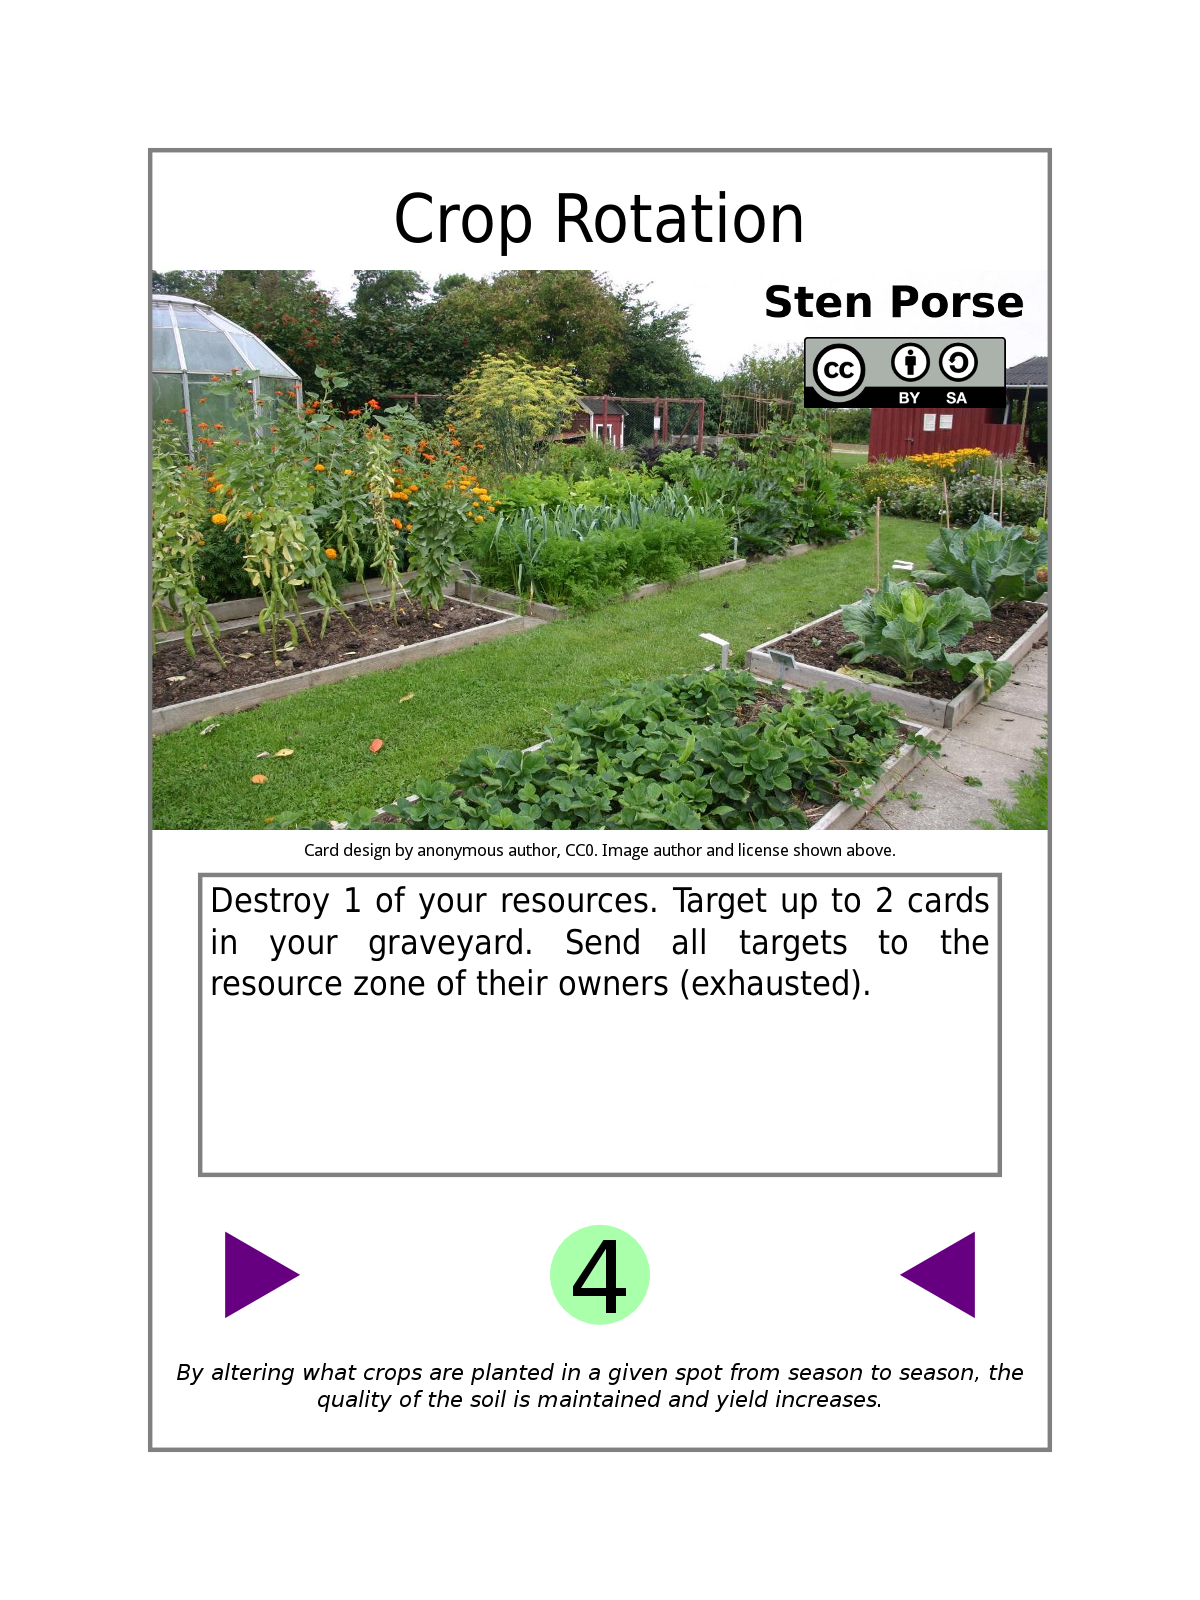 Crop Rotation
Sten Porse
cc
BY SA
Card design by anonymous author, CC0. Image author and license shown above.
Destroy 1 of your resources. Target up to 2 cards
in your graveyard. Send all targets to the
resource zone of their owners (exhausted).
4
By altering what crops are planted in a given spot from season to season, the
quality of the soil is maintained and yield increases.